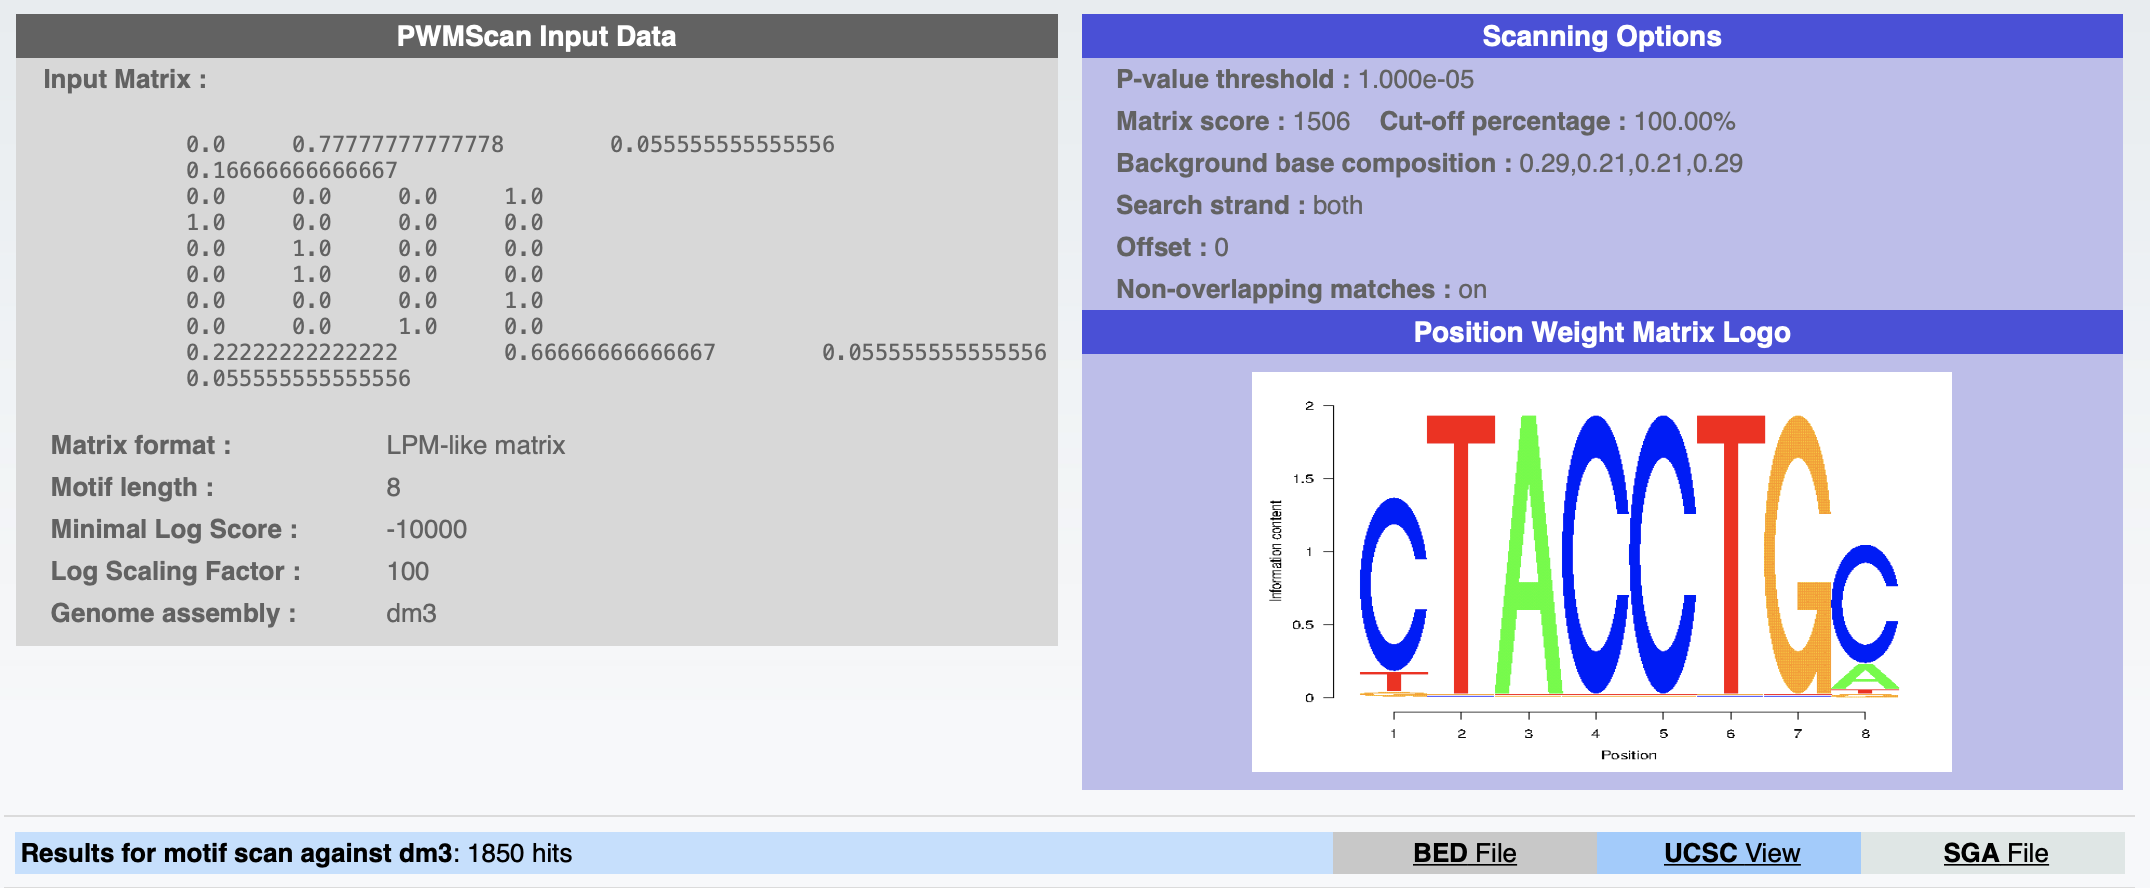 PWMScan Input Data
Input Matrix :
0.0 0.77777777777778 0.055555555555556
0.16666666666667
0.0 0.0 0.0 1.0
1.0 0.0 0.0 0.0
0.0 1.0 0.0 0.0
0.0 1.0 0.0 0.0
0.0 0.0 0.0 1.0
0.0 0.0 1.0 0.0
0.22222222222222 0.66666666666667 0.055555555555556
0.055555555555556
Matrix format : LPM-like matrix
Motif length : 8
Minimal Log Score : -10000
Log Scaling Factor : 100
Genome assembly : dm3
Scanning Options
P-value threshold : 1.000e-05
Matrix score : 1506 Cut-off percentage : 100.00%
Background base composition : 0.29,0.21,0.21,0.29
Search strand : both
Offset : 0
Non-overlapping matches : on
Position Weight Matrix Logo
2
1.5
1
0.5
0
Information content
CTACCTGC
T A
T
1 2 3 4 5 6 7 8
Position
Results for motif scan against dm3: 1850 hits
BED File
UCSC View
SGA File